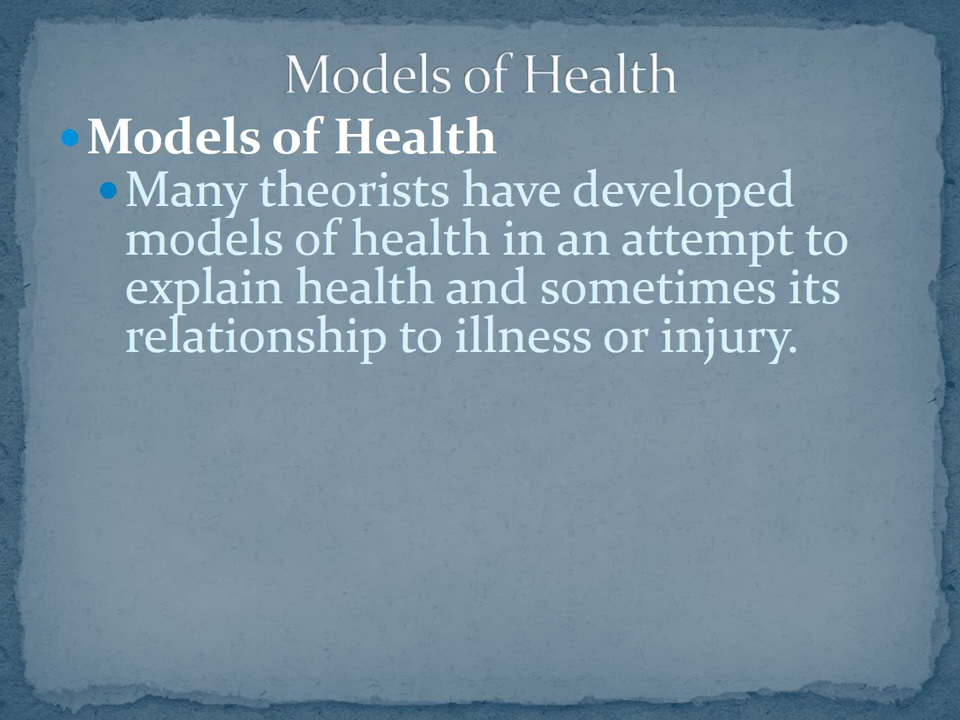 Models of Health
Models of Health
Many theorists have developed
models of health in an attempt to
explain health and sometimes its
relationship to illness or injury.